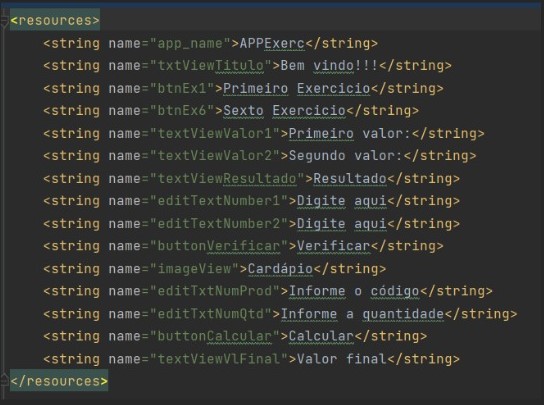 <resources>
<string name="app_name">APPExerc</string>
<string name="txtViewTitulo">Bem vindo!!!</string>
<string name="btnEx1">Primeiro Exercicio</string>
<string name="btnEx6">Sexto Exercicio</string>
<string name="textViewValor1">Primeiro valor:</string>
<string name="textViewValor2">Segundo valor:</string>
<string name="textViewResultado">Resultado</string>
<string name="editTextNumber1">Digite aqui</string>
<string name="editTextNumber2">Digite aqui</string>
<string name="buttonVerificar">Verificar</string>
<string name="imageView">Cardápio</string>
<string name="editTxtNumProd">Informe o código</string>
<string name="editTxtNumQtd">Informe a quantidade</string>
<string name="buttonCalcular">Calcular</string>
<string name="textViewVlFinal">Valor final</string>
</resources>